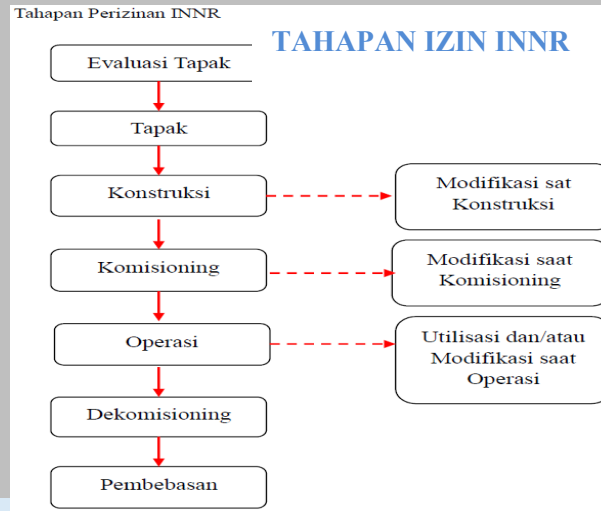 Tahapan Perizinan INNR
TAHAPAN IZIN INNR
Evaluasi Tapak
Tapak
Konstruksi
Modifikasi sat
Konstruksi
Komisioning
Modifikasi saat
Komisioning
Operasi
Utilisasi dan/atau
Modifikasi saat
Operasi
Dekomisioning
Pembebasan